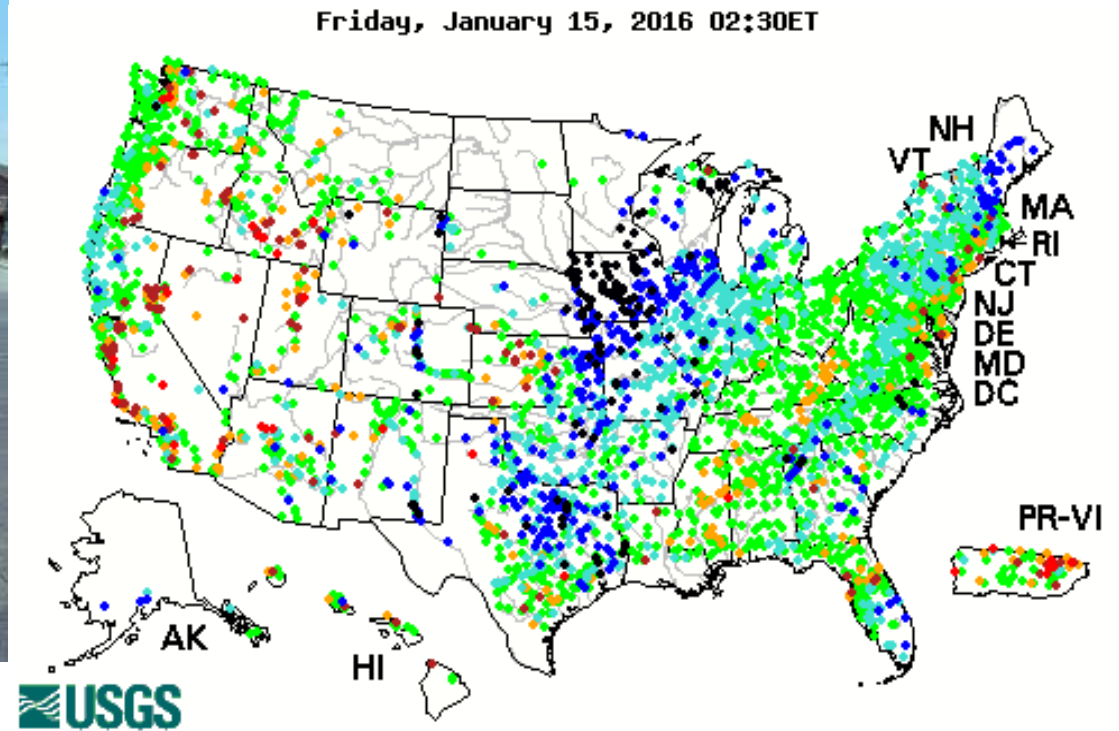 Friday, January 15, 2016 02:30ET
NH
VT
MA
RI
CT
NJ
DE
MD
DC
PR-VI
AK
HI
USGS